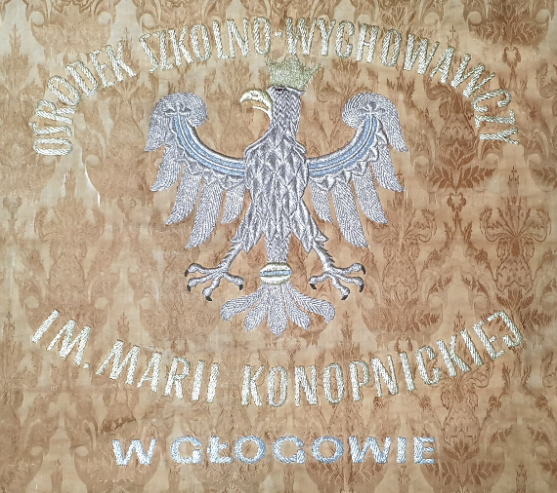 OŚRODEK SZKOLNO-WYCHOWAWCZY
IM. MARII KONOPNICKIEJ
W GŁOGOWIE